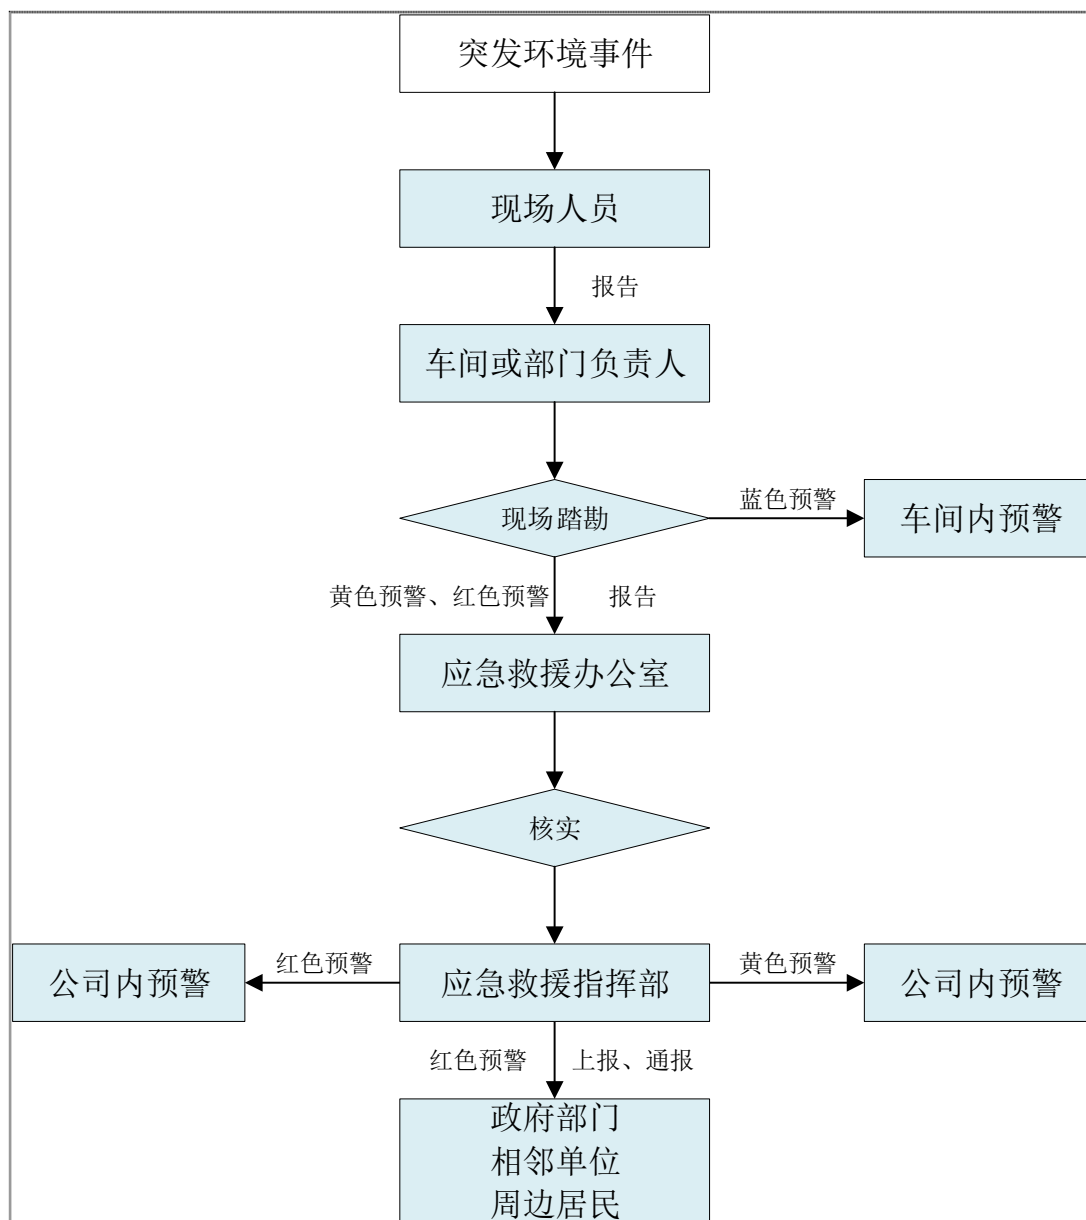 突发环境事件
现场人员
报告
车间或部门负责人
现场踏勘
蓝色预警
车间内预警
黄色预警、红色预警
报告
应急救援办公室
核实
公司内预警
红色预警
应急救援指挥部
黄色预警
公司内预警
红色预警
上报、通报
政府部门
相邻单位
周边居民